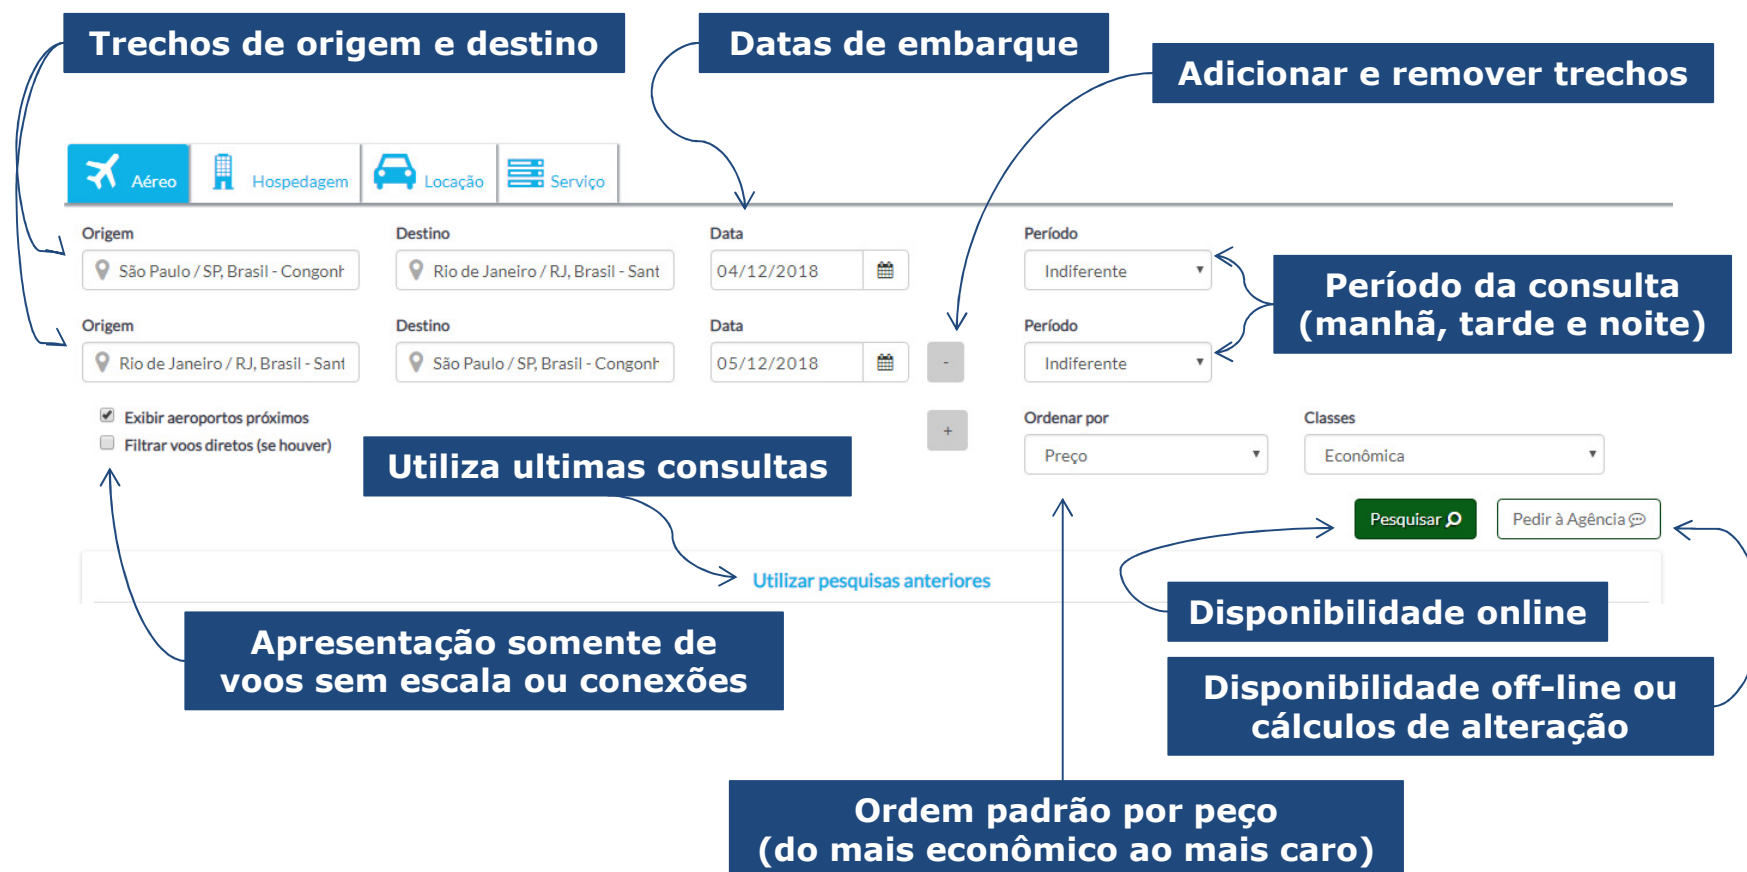 Trechos de origem e destino
Datas de embarque
Adicionar e remover trechos
Aéreo
Hospedagem
Locação
Serviço
Origem
Destino
Data
Período
São Paulo / SP, Brasil - Congonh
Rio de Janeiro / RJ, Brasil - Sant
04/12/2018
Indiferente
Período da consulta
(manhã, tarde e noite)
Origem
Destino
Data
Período
Rio de Janeiro / RJ, Brasil - Sant
São Paulo / SP, Brasil - Congonh
05/12/2018
-
Indiferente
Exibir aeroportos próximos
Filtrar voos diretos (se houver)
+
Ordenar por
Classes
Preço
Econômica
Utiliza ultimas consultas
Pesquisar
Pedir à Agência
Utilizar pesquisas anteriores
Disponibilidade online
Apresentação somente de
voos sem escala ou conexões
Disponibilidade off-line ou
cálculos de alteração
Ordem padrão por peço
(do mais econômico ao mais caro)